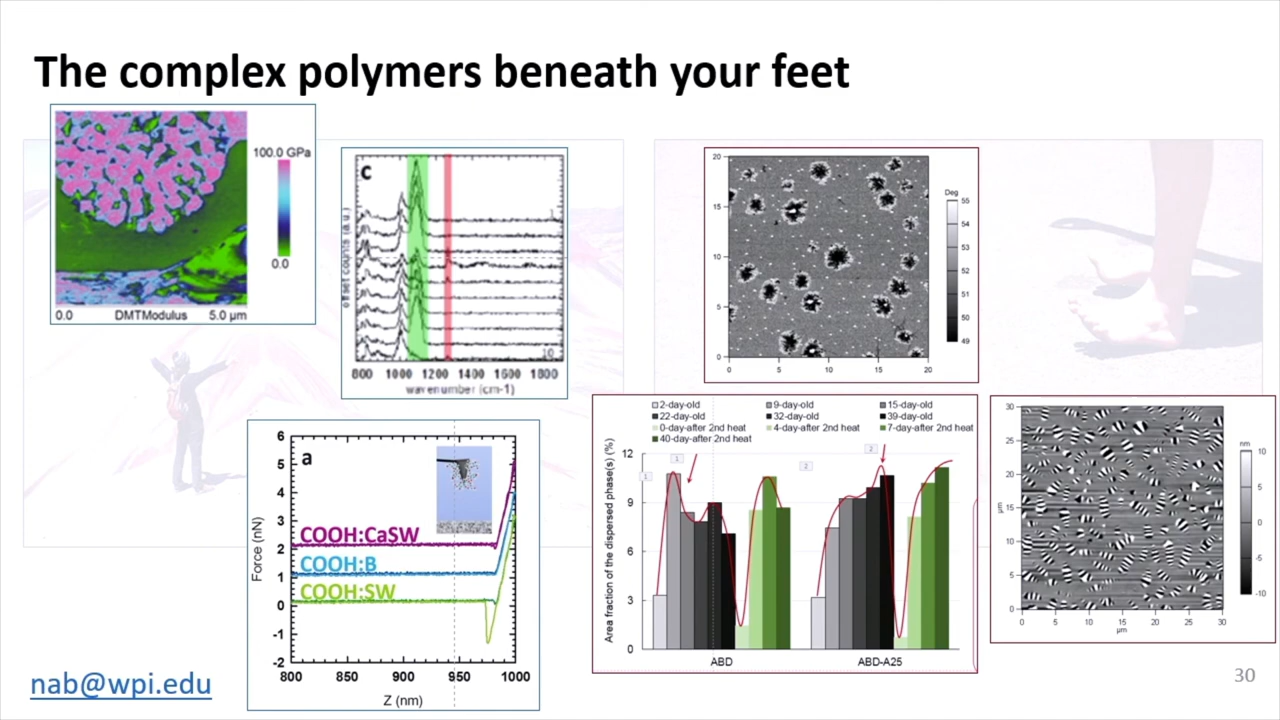 The complex polymers beneath your feet
100.0 GPa
0.0
0.0 DMTModulus 5.0 µm
c
offset counts (a.u.)
10
800 1000 1200 1400 1600 1800
wavenumber (cm-1)
20
15
10
5
0
0 5 10 15 20
Deg
55
54
53
52
51
50
49
6
5
4
3
2
1
0
-1
-2
Force (nN)
a
COOH:CaSW
COOH:B
COOH:SW
800 850 900 950 1000
Z (nm)
2-day-old 9-day-old 15-day-old
22-day-old 32-day-old 39-day-old
0-day-after 2nd heat 4-day-after 2nd heat 7-day-after 2nd heat
40-day-after 2nd heat
Area fraction of the dispersed phase(s) (%)
12
9
6
3
0
1
1
2
2
ABD ABD-A25
30
25
20
15
10
5
0
µm
0 5 10 15 20 25 30
µm
nm
10
5
0
-5
-10
nab@wpi.edu
30